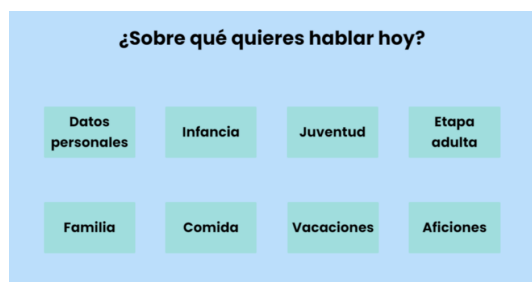 ¿Sobre qué quieres hablar hoy?
Datos
personales
Infancia
Juventud
Etapa
adulta
Familia
Comida
Vacaciones
Aficiones